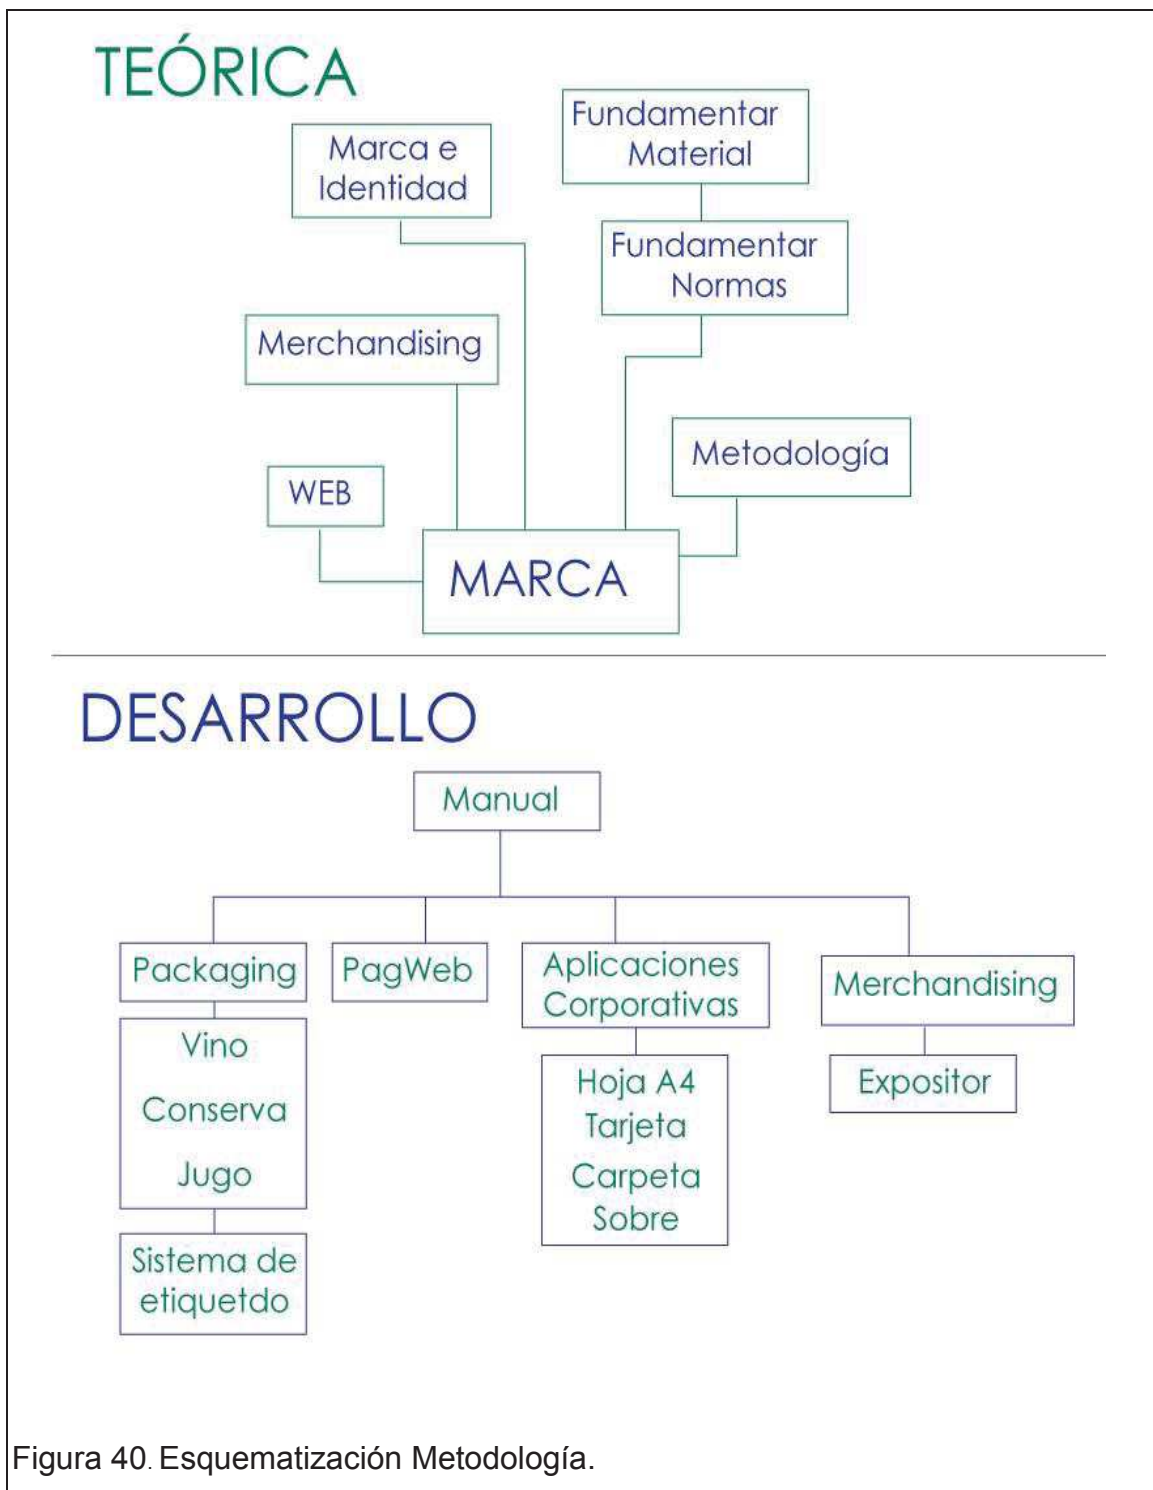 TEÓRICA
Marca e
Identidad
Fundamentar
Material
Fundamentar
Normas
Merchandising
Metodología
WEB
MARCA
DESARROLLO
Manual
Packaging
PagWeb
Aplicaciones
Corporativas
Merchandising
Vino
Conserva
Jugo
Hoja A4
Tarjeta
Carpeta
Sobre
Expositor
Sistema de
etiquetdo
Figura 40. Esquematización Metodología.